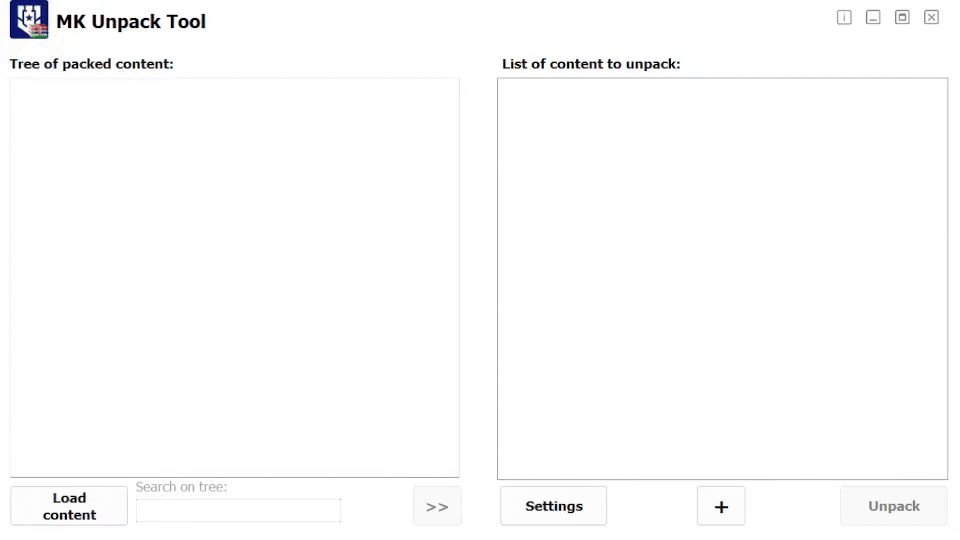 MK Unpack Tool
Tree of packed content:
List of content to unpack:
Load
content
Search on tree:
>>
Settings
+
Unpack